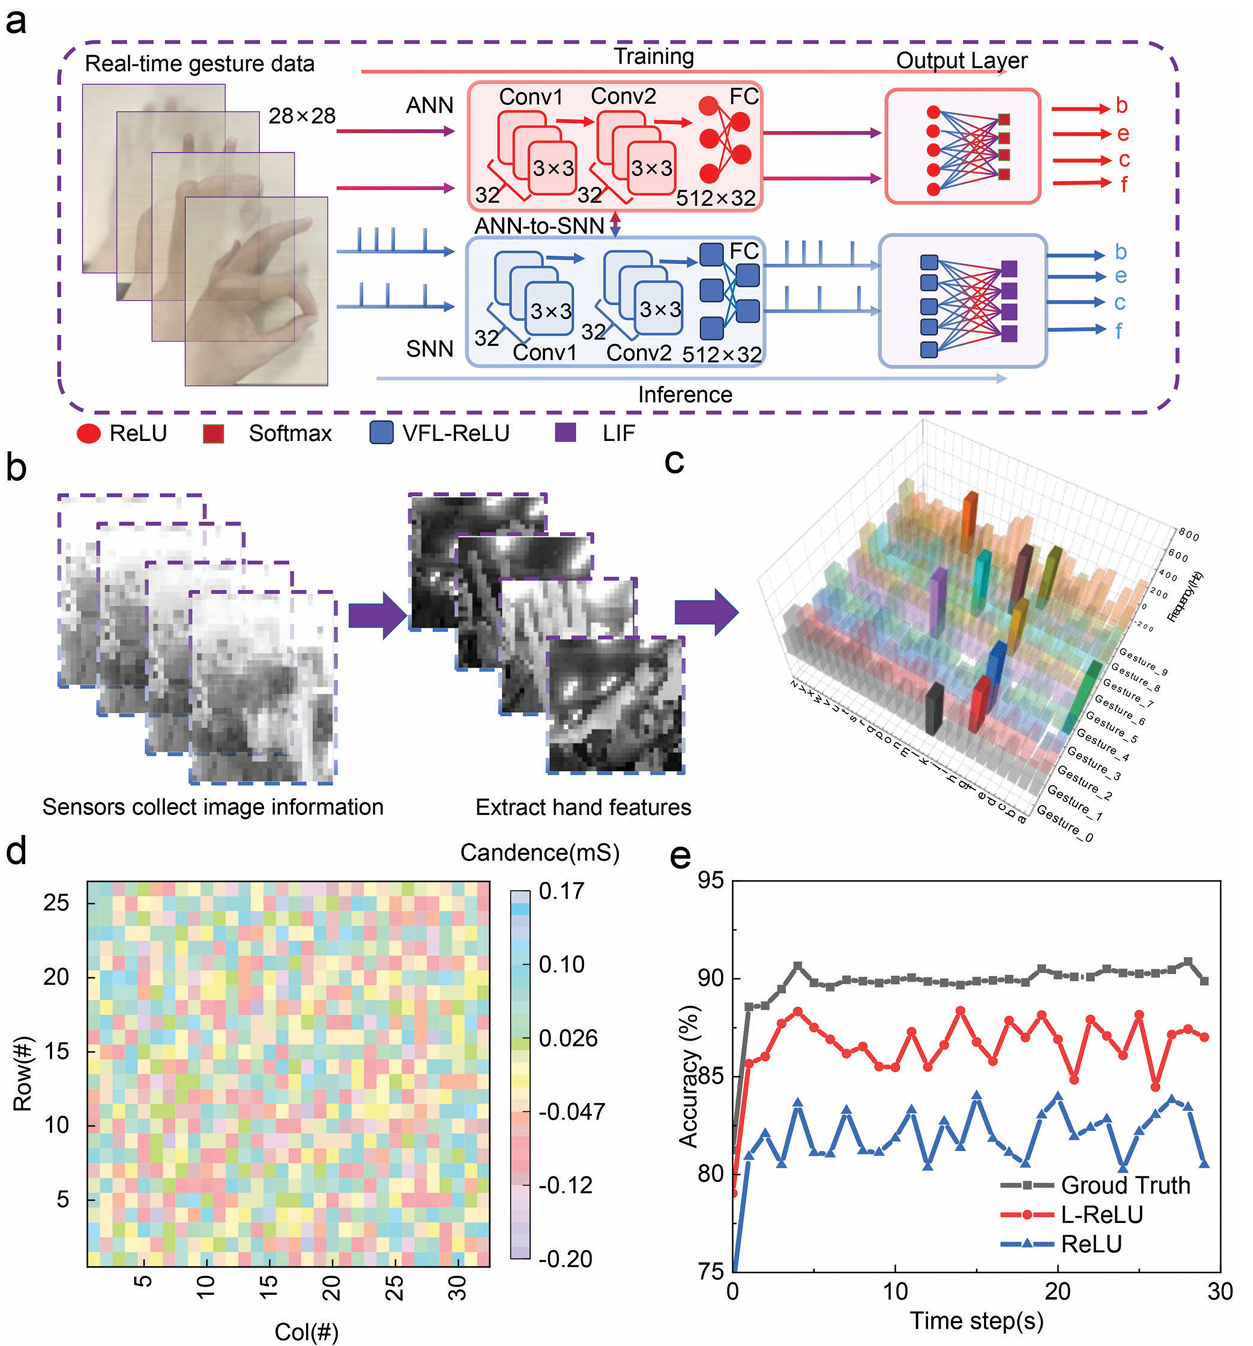 a
Real-time gesture data
Training
Output Layer
28×28
ANN
Conv1
Conv2
FC
3×3
3×3
32
32
512×32
b
e
c
f
ANN-to-SNN
FC
3×3
3×3
32
32
SNN
Conv1
Conv2
512×32
b
e
c
f
Inference
ReLU
Softmax
VFL-ReLU
LIF
b
Sensors collect image information
Extract hand features
c
800
600
400
200
0
-200
Frequency(Hz)
Gesture_9
Gesture_8
Gesture_7
Gesture_6
Gesture_5
Gesture_4
Gesture_3
Gesture_2
Gesture_1
Gesture_0
z y x w v u t s r q p o n m l k j i h g f e d c b a
d
Candence(mS)
0.17
0.10
0.026
-0.047
-0.12
-0.20
Row(#)
25
20
15
10
5
5
10
15
20
25
30
Col(#)
e
Accuracy (%)
95
90
85
80
75
Groud Truth
L-ReLU
ReLU
0
10
20
30
Time step(s)